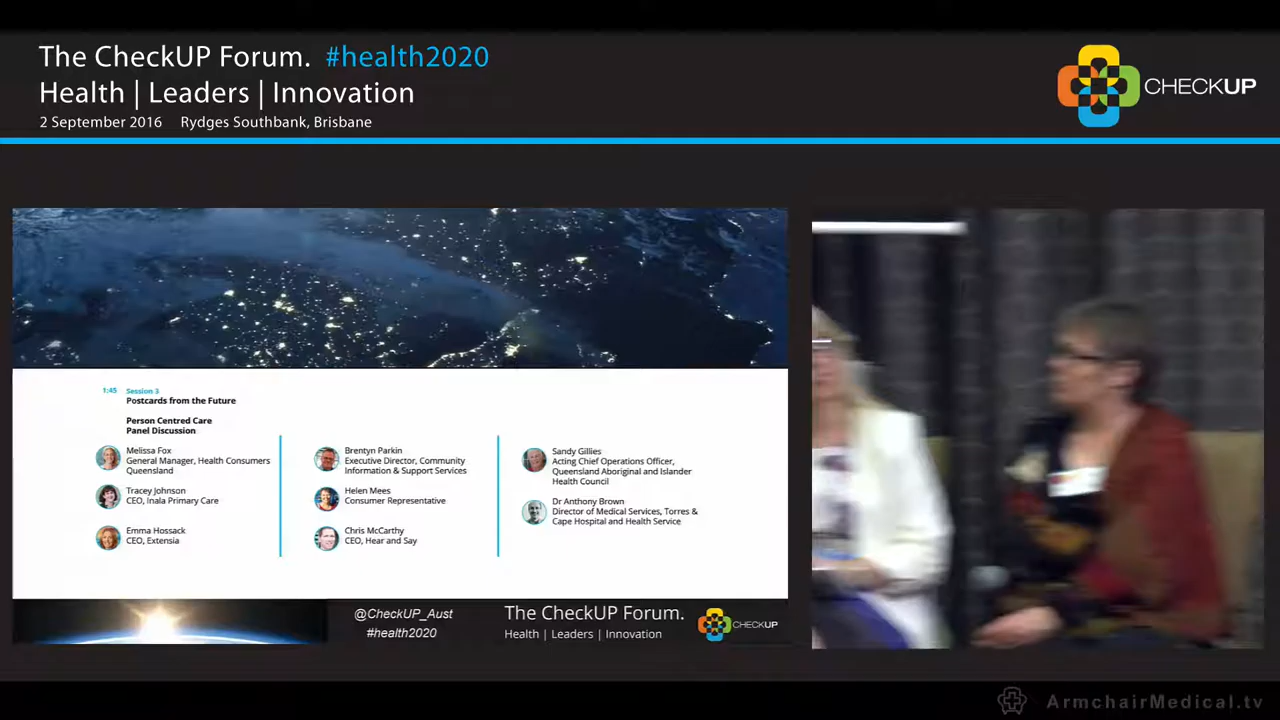 The CheckUP Forum. #health2020
Health | Leaders | Innovation
2 September 2016 Rydges Southbank, Brisbane
CHECKUP
1:45 Session 3
Postcards from the Future
Person Centred Care
Panel Discussion
Melissa Fox
General Manager, Health Consumers
Queensland
Tracey Johnson
CEO, Inala Primary Care
Emma Hossack
CEO, Extensia
Brentyn Parkin
Executive Director, Community
Information & Support Services
Helen Mees
Consumer Representative
Chris McCarthy
CEO, Hear and Say
Sandy Gillies
Acting Chief Operations Officer,
Queensland Aboriginal and Islander
Health Council
Dr Anthony Brown
Director of Medical Services, Torres &
Cape Hospital and Health Service
@CheckUP_Aust
#health2020
The CheckUP Forum.
Health | Leaders | Innovation
CHECKUP
ArmchairMedical.tv